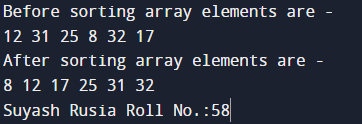 Before sorting array elements are -
12 31 25 8 32 17
After sorting array elements are -
8 12 17 25 31 32
Suyash Rusia Roll No.:58